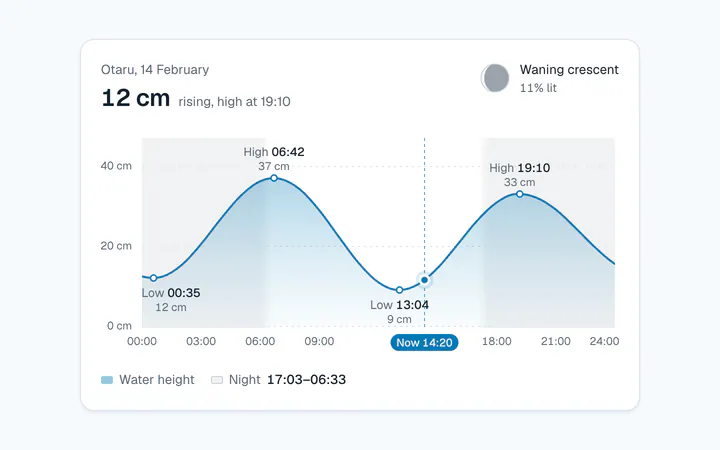 Otaru, 14 February
12 cm rising, high at 19:10
Waning crescent
11% lit
40 cm
20 cm
0 cm
High 06:42
37 cm
High 19:10
33 cm
Low 00:35
12 cm
Low 13:04
9 cm
00:00 03:00 06:00 09:00 Now 14:20 18:00 21:00 24:00
Water height Night 17:03–06:33